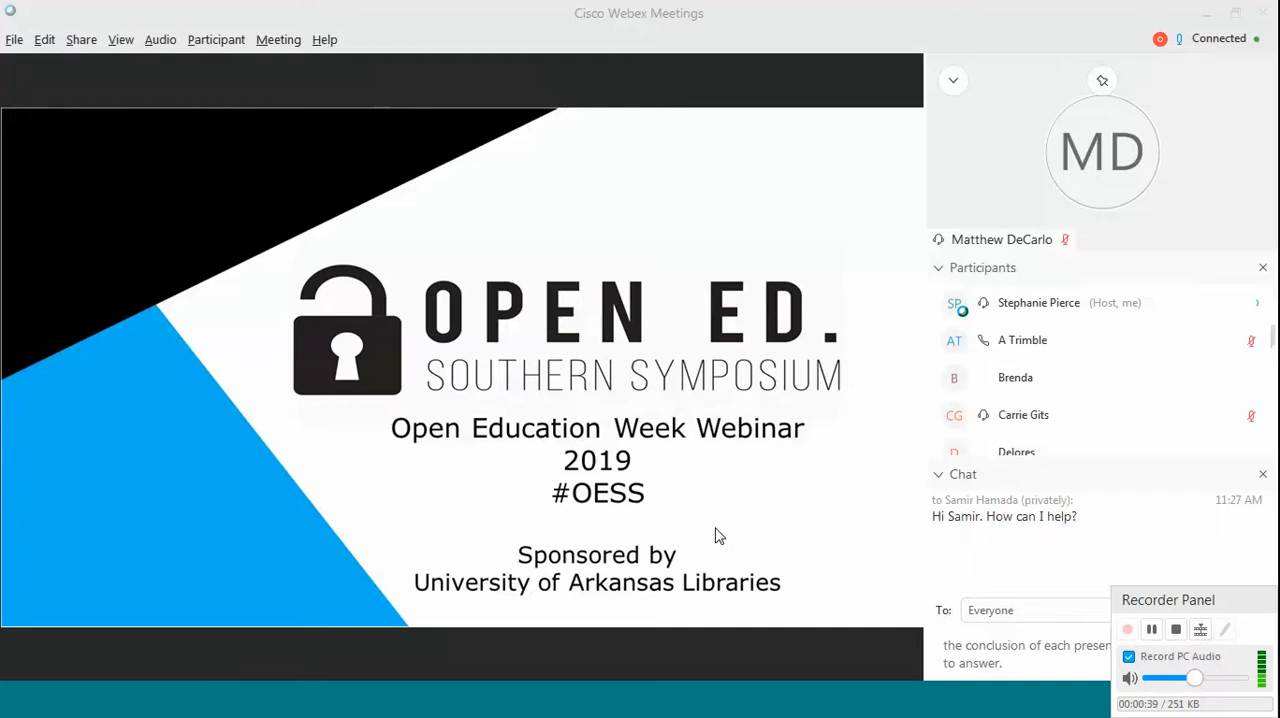 Cisco Webex Meetings
File Edit Share View Audio Participant Meeting Help
Connected
MD
Matthew DeCarlo
Participants
SP Stephanie Pierce (Host, me)
AT A Trimble
B Brenda
CG Carrie Gits
D Delores
Chat
to Samir Hamada (privately): 11:27 AM
Hi Samir. How can I help?
To: Everyone
the conclusion of each presen
to answer.
Recorder Panel
Record PC Audio
00:00:39 / 251 KB
OPEN ED.
SOUTHERN SYMPOSIUM
Open Education Week Webinar
2019
#OESS
Sponsored by
University of Arkansas Libraries